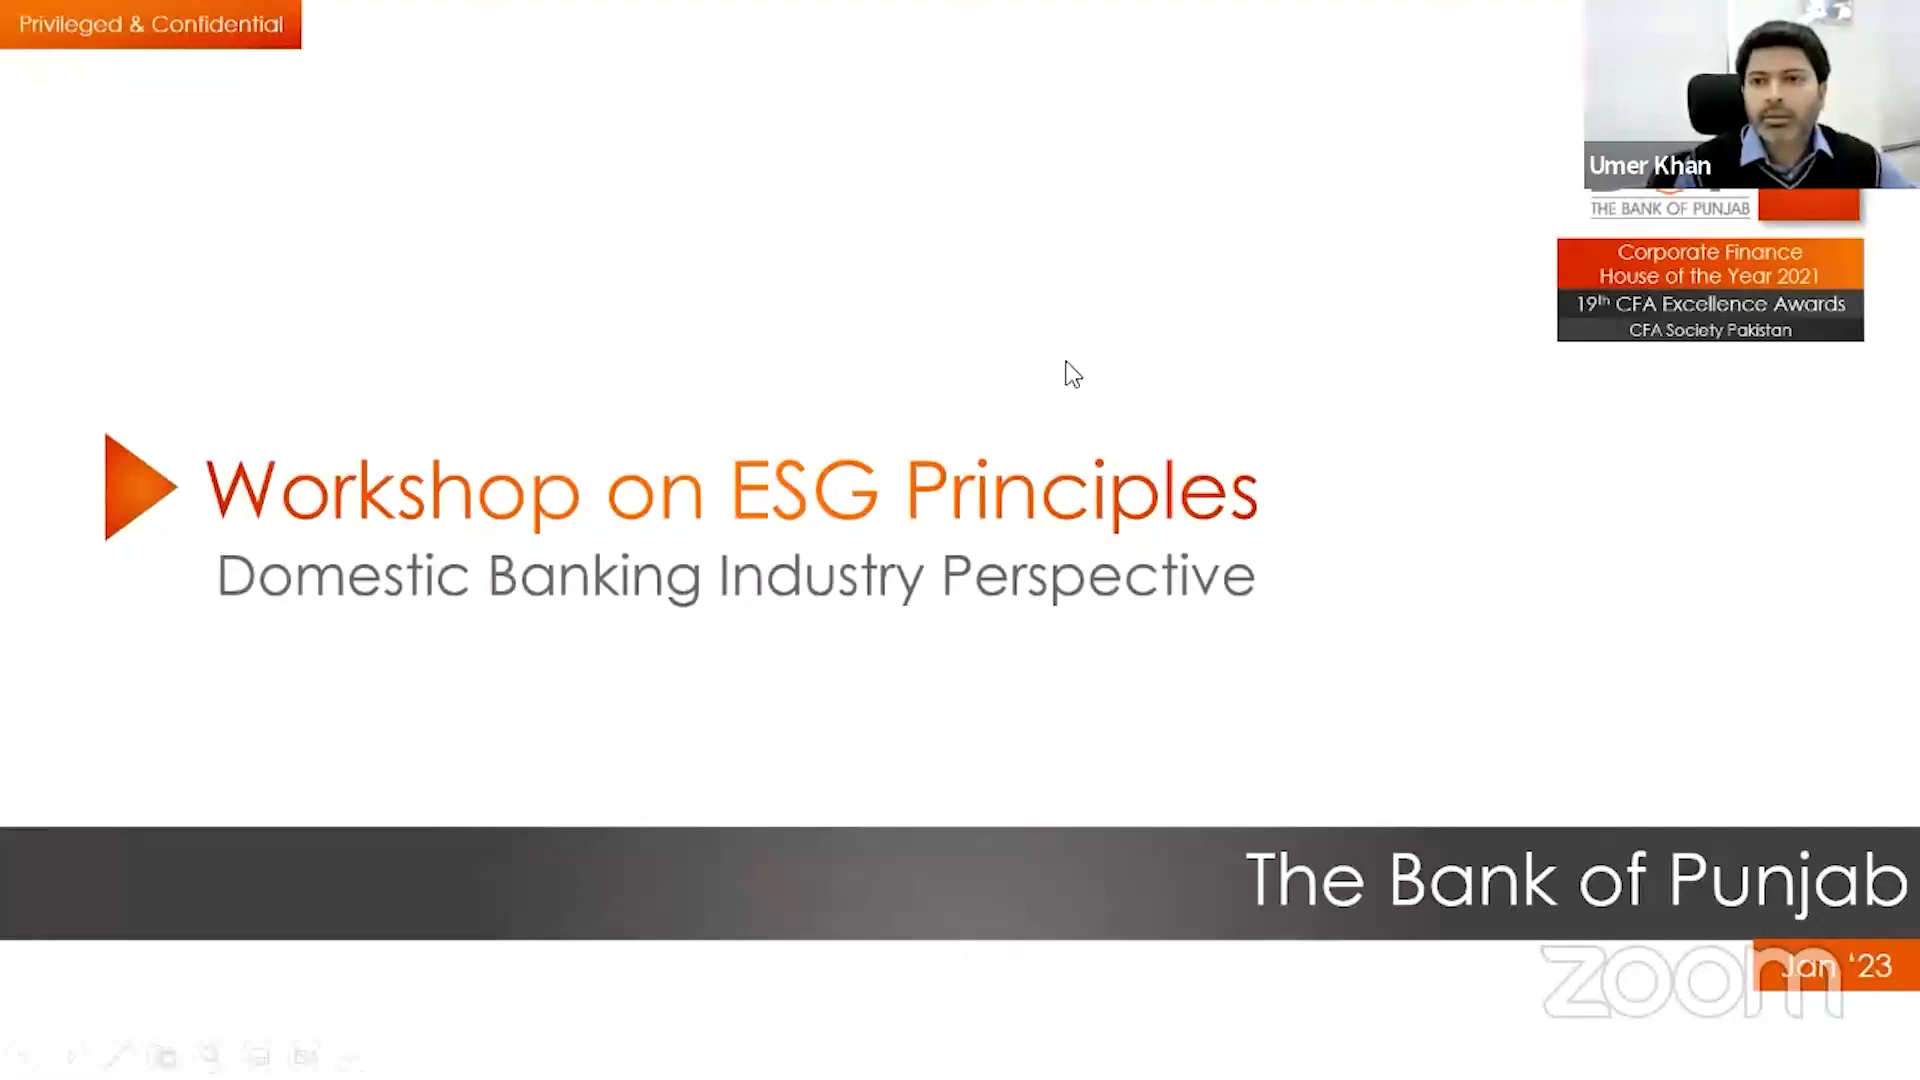 Privileged & Confidential
Umer Khan
THE BANK OF PUNJAB
Corporate Finance
House of the Year 2021
19th CFA Excellence Awards
CFA Society Pakistan
Workshop on ESG Principles
Domestic Banking Industry Perspective
The Bank of Punjab
Jan ‘23
zoom